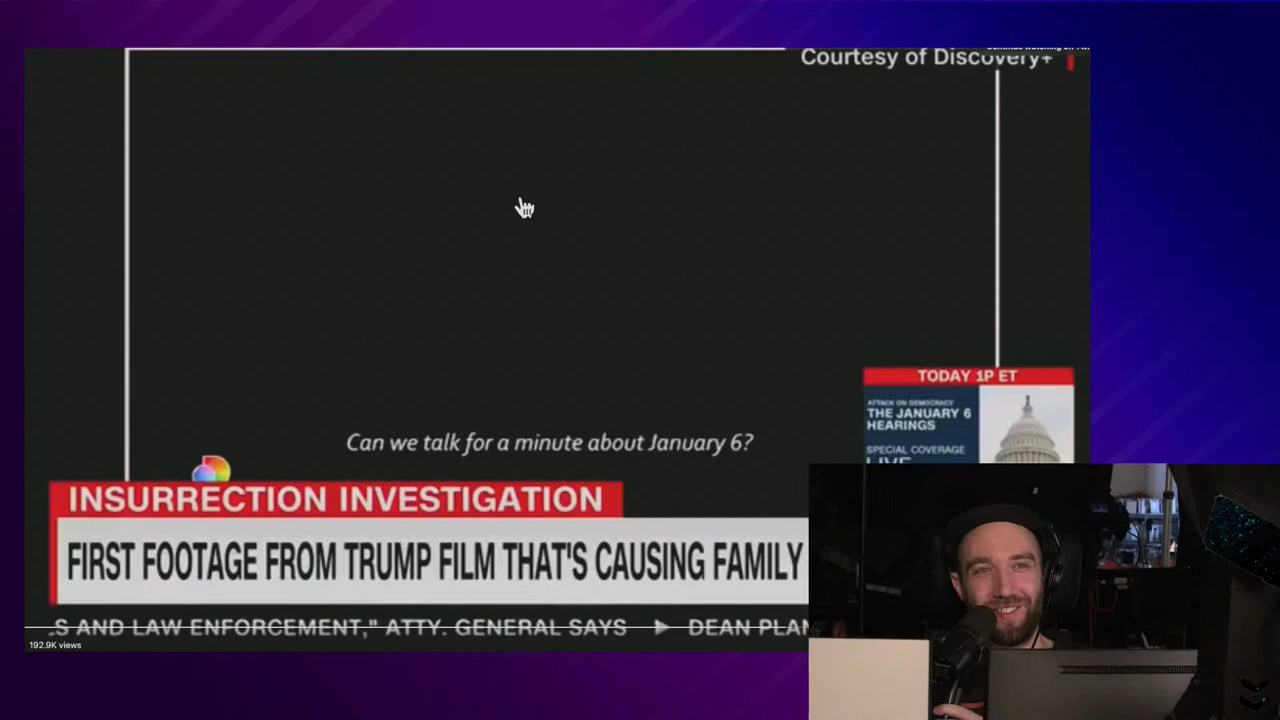 Courtesy of Discovery+
TODAY 1P ET
ATTACK ON DEMOCRACY
THE JANUARY 6
HEARINGS
SPECIAL COVERAGE
Can we talk for a minute about January 6?
INSURRECTION INVESTIGATION
FIRST FOOTAGE FROM TRUMP FILM THAT'S CAUSING FAMILY
S AND LAW ENFORCEMENT," ATTY. GENERAL SAYS ▶ DEAN
192.9K views